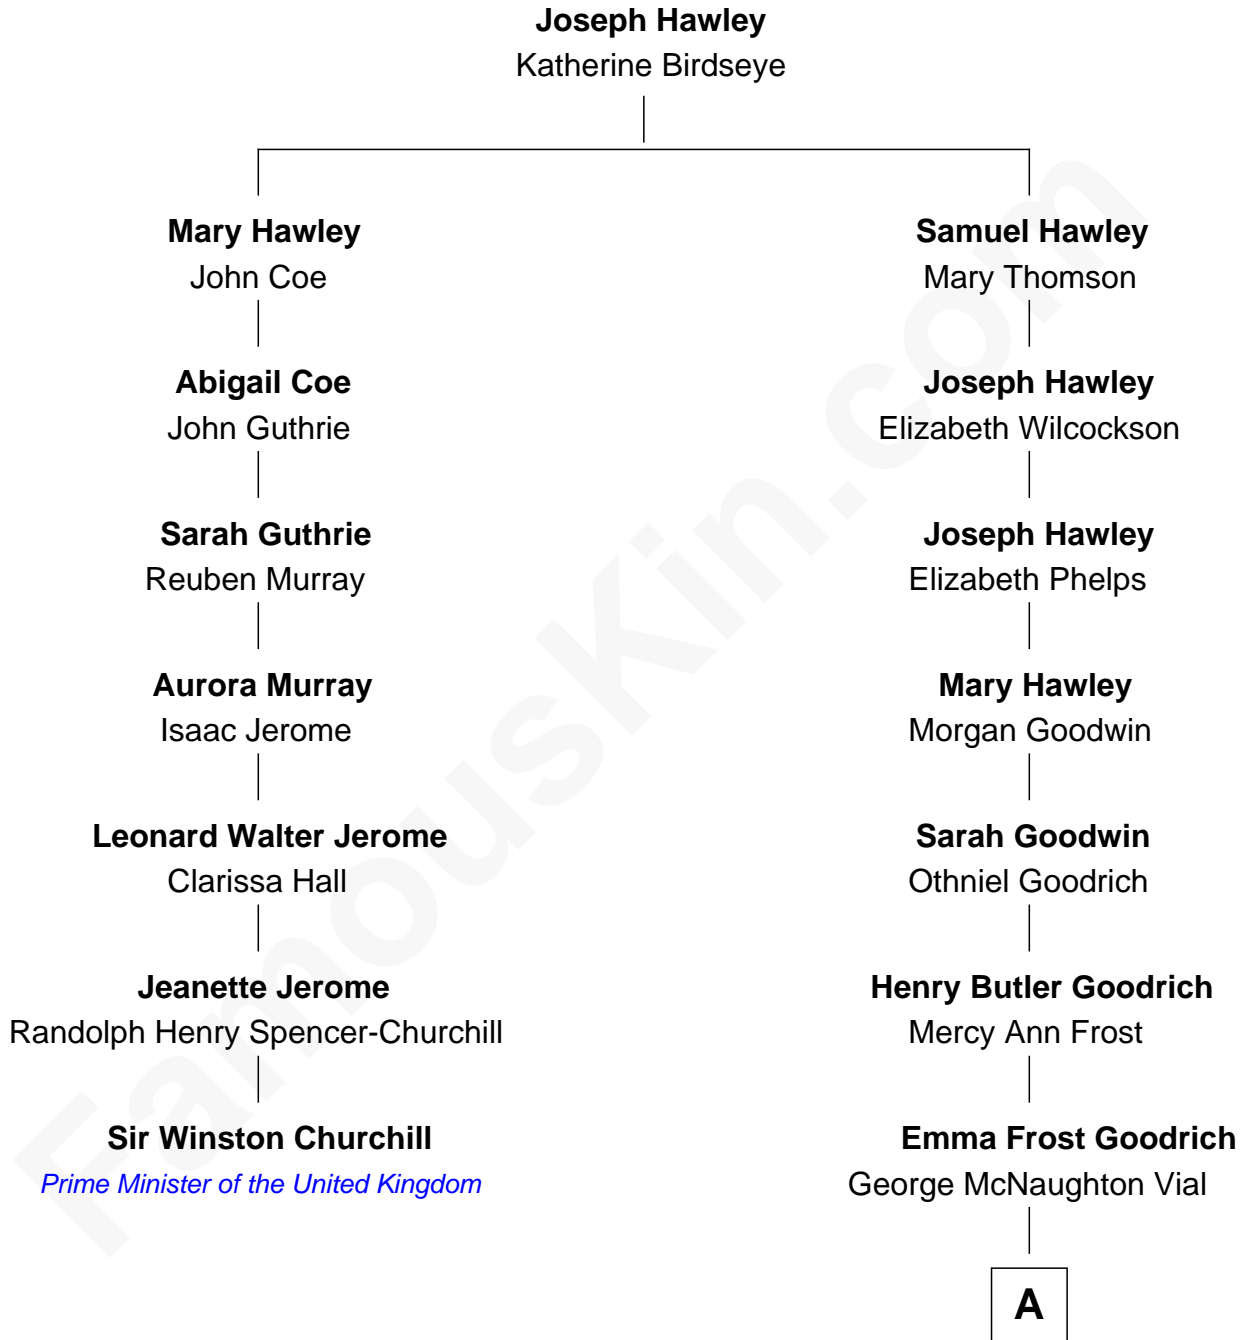 Joseph Hawley
Katherine Birdseye
Mary Hawley
John Coe
Abigail Coe
John Guthrie
Sarah Guthrie
Reuben Murray
Aurora Murray
Isaac Jerome
Leonard Walter Jerome
Clarissa Hall
Jeanette Jerome
Randolph Henry Spencer-Churchill
Sir Winston Churchill
Prime Minister of the United Kingdom
Samuel Hawley
Mary Thomson
Joseph Hawley
Elizabeth Wilcockson
Joseph Hawley
Elizabeth Phelps
Mary Hawley
Morgan Goodwin
Sarah Goodwin
Othniel Goodrich
Henry Butler Goodrich
Mercy Ann Frost
Emma Frost Goodrich
George McNaughton Vial
A
FamousKin.com